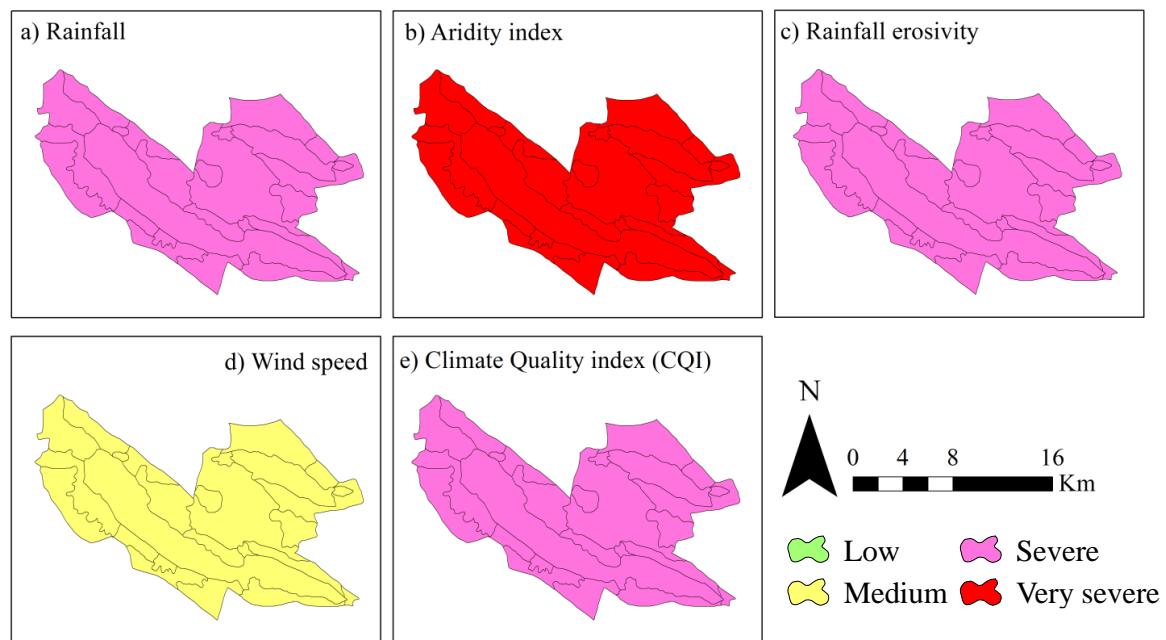 a) Rainfall
b) Aridity index
c) Rainfall erosivity
d) Wind speed
e) Climate Quality index (CQI)
N
0 4 8 16
Km
Low
Severe
Medium
Very severe